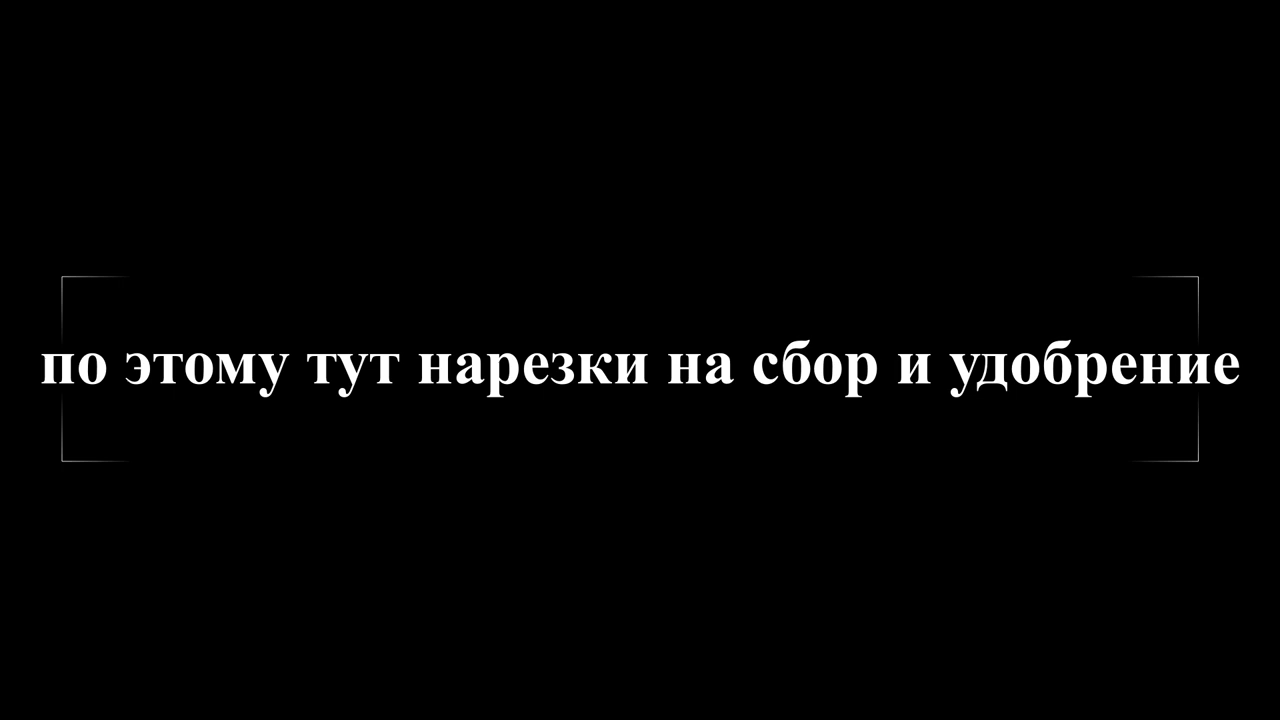 по этому тут нарезки на сбор и удобрение